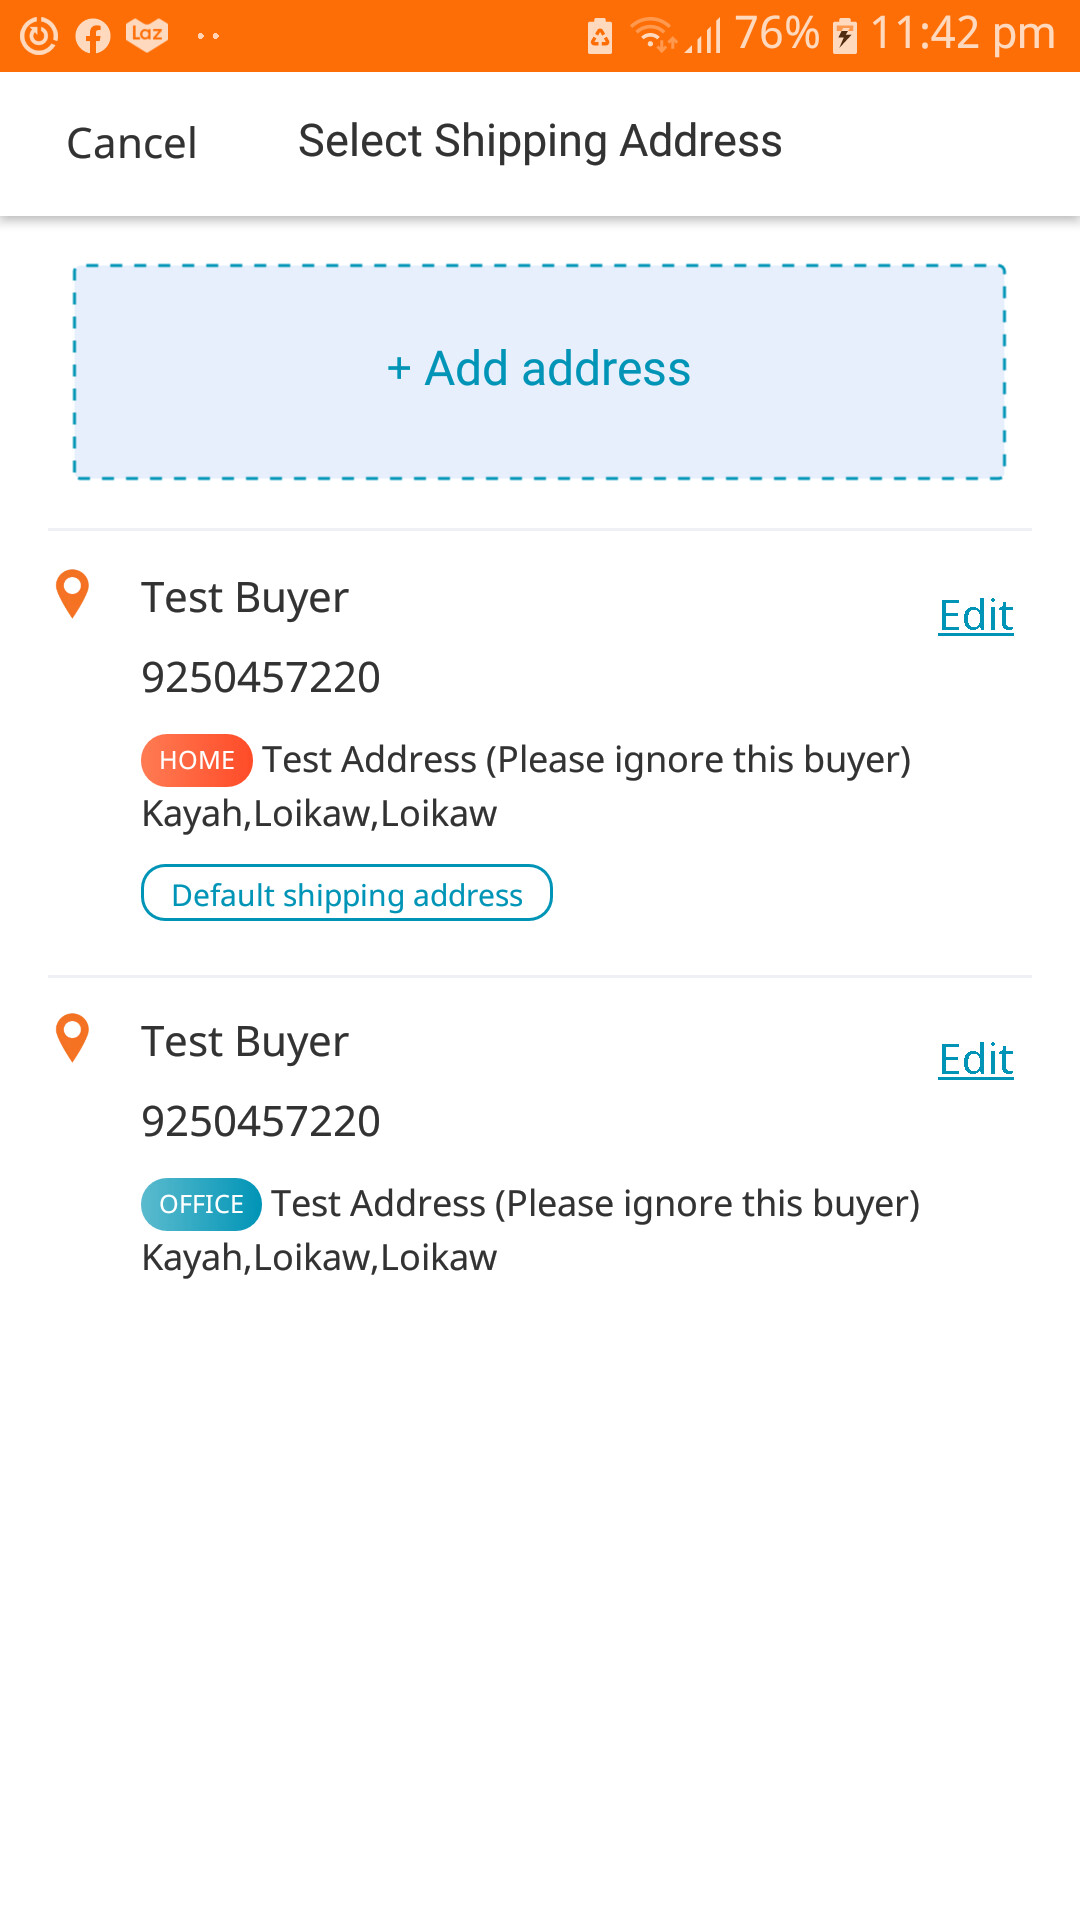 Laz 76% 11:42 pm
Cancel Select Shipping Address
+ Add address
Test Buyer
Edit
9250457220
HOME Test Address (Please ignore this buyer)
Kayah,Loikaw,Loikaw
Default shipping address
Test Buyer
Edit
9250457220
OFFICE Test Address (Please ignore this buyer)
Kayah,Loikaw,Loikaw